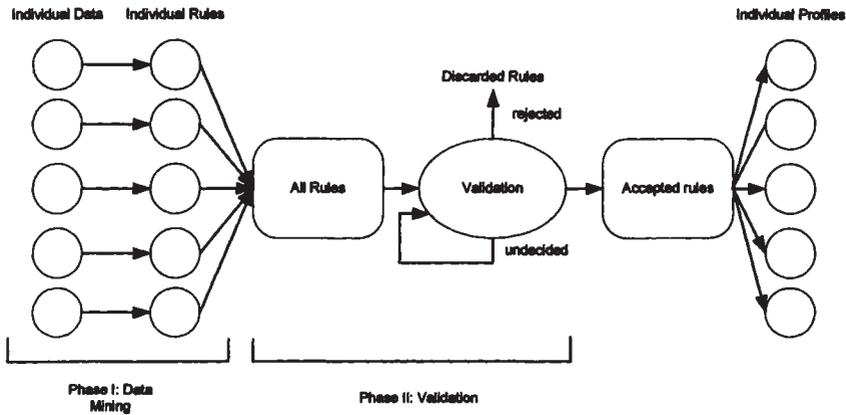 Individual Data
Individual Rules
Individual Profiles
Discarded Rules
rejected
All Rules
Validation
Accepted rules
undecided
Phase I: Data
Mining
Phase II: Validation